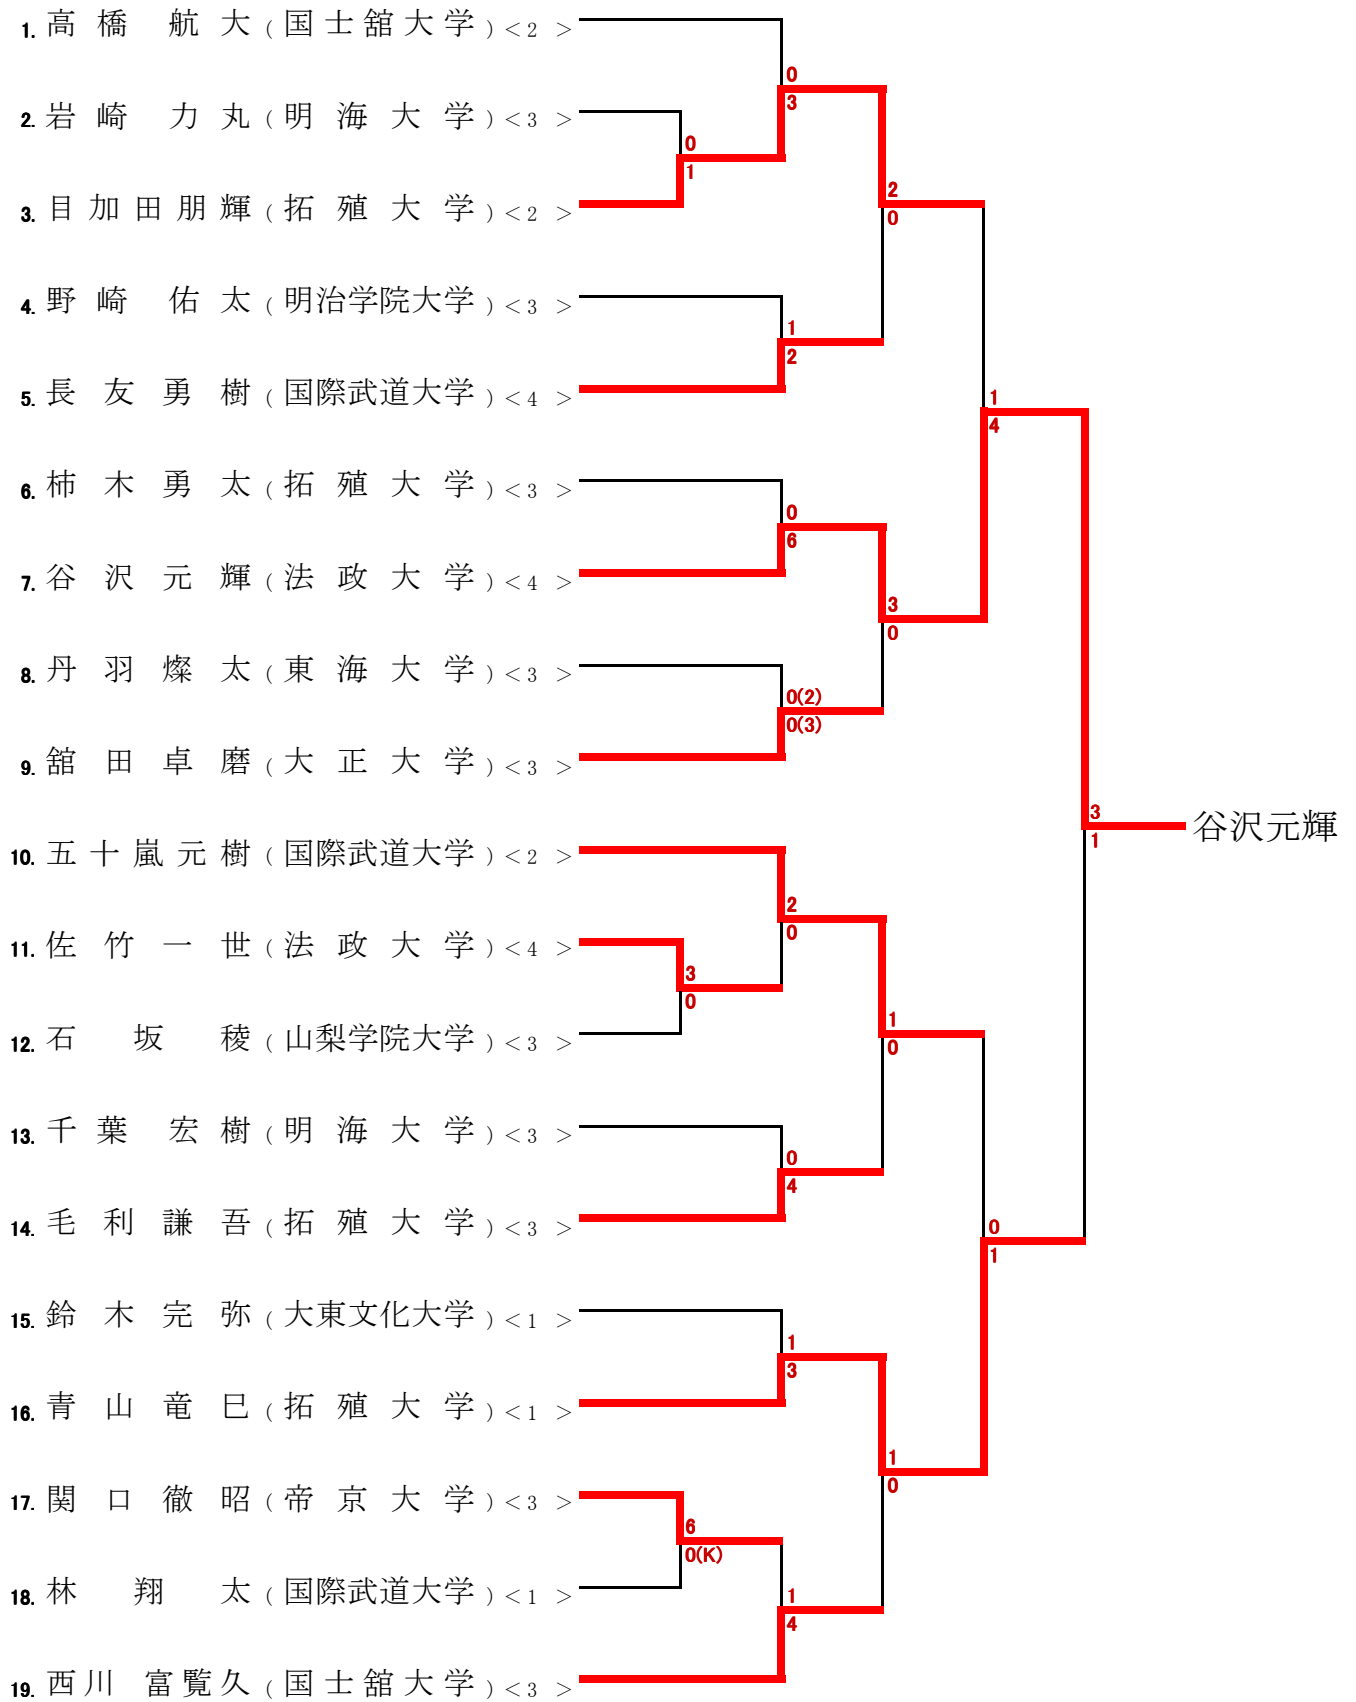 1. 高橋 航大 (国士舘大学) <2 >
0
3
2. 岩崎 力丸 (明海大学) <3 >
0
1
3. 目加田朋輝 (拓殖大学) <2 >
2
0
4. 野崎 佑太 (明治学院大学) <3 >
1
2
5. 長友勇樹 (国際武道大学) <4 >
1
4
6. 柿木勇太 (拓殖大学) <3 >
0
6
7. 谷沢元輝 (法政大学) <4 >
3
0
8. 丹羽燦太 (東海大学) <3 >
0(2)
0(3)
9. 舘田卓磨 (大正大学) <3 >
3
1
谷沢元輝
10. 五十嵐元樹 (国際武道大学) <2 >
2
0
11. 佐竹一世 (法政大学) <4 >
3
0
12. 石坂稜 (山梨学院大学) <3 >
1
0
13. 千葉 宏樹 (明海大学) <3 >
0
4
14. 毛利謙吾 (拓殖大学) <3 >
0
1
15. 鈴木完弥 (大東文化大学) <1 >
1
3
16. 青山竜巳 (拓殖大学) <1 >
1
0
17. 関口徹昭 (帝京大学) <3 >
6
0(K)
18. 林翔太 (国際武道大学) <1 >
1
4
19. 西川 富覧久 (国士舘大学) <3 >